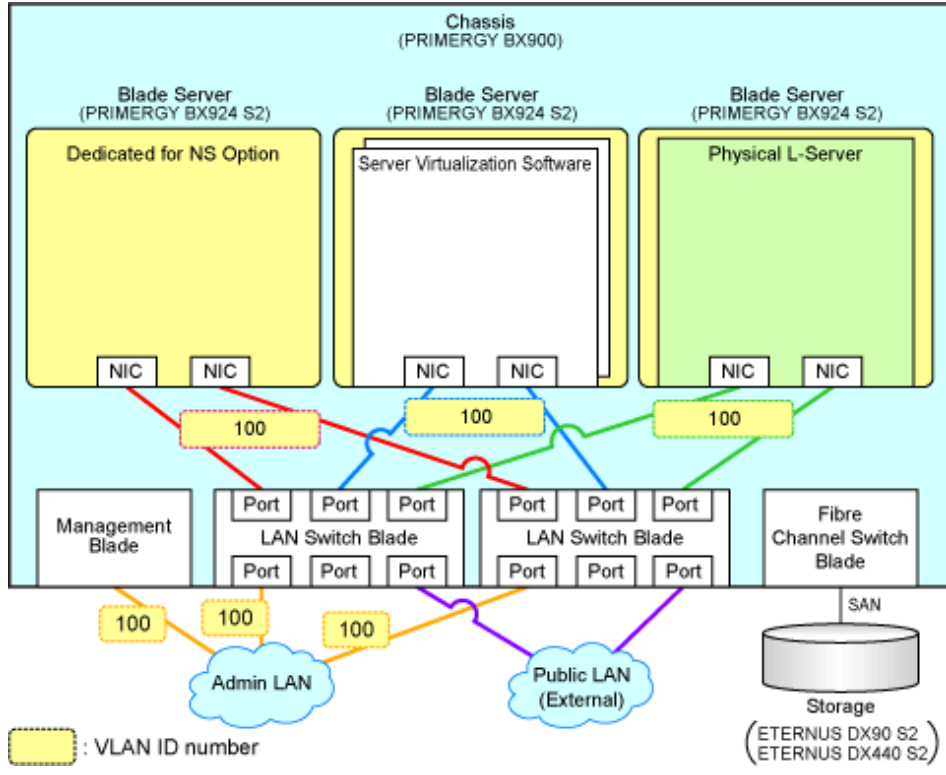 Chassis
(PRIMERGY BX900)
Blade Server
(PRIMERGY BX924 S2)
Blade Server
(PRIMERGY BX924 S2)
Blade Server
(PRIMERGY BX924 S2)
Dedicated for NS Option
Server Virtualization Software
Physical L-Server
NIC
NIC
NIC
NIC
NIC
NIC
100
100
100
Management
Blade
Port
Port
Port
LAN Switch Blade
Port
Port
Port
Port
Port
Port
LAN Switch Blade
Port
Port
Port
Fibre
Channel Switch
Blade
100
100
100
SAN
Admin LAN
Public LAN
(External)
Storage
(ETERNUS DX90 S2
ETERNUS DX440 S2)
: VLAN ID number